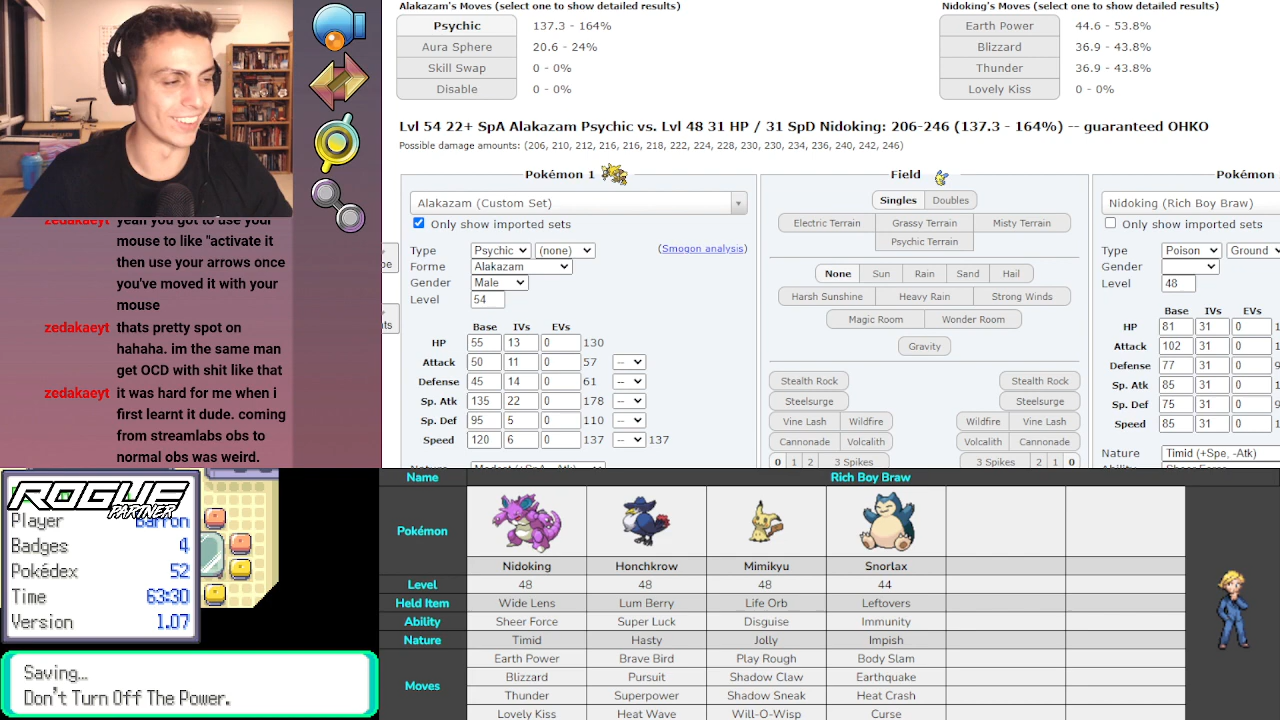 Alakazam's Moves (select one to show detailed results)
Psychic 137.3 - 164%
Aura Sphere 20.6 - 24%
Skill Swap 0 - 0%
Disable 0 - 0%
Nidoking's Moves (select one to show detailed results)
Earth Power 44.6 - 53.8%
Blizzard 36.9 - 43.8%
Thunder 36.9 - 43.8%
Lovely Kiss 0 - 0%
Lvl 54 22+ SpA Alakazam Psychic vs. Lvl 48 31 HP / 31 SpD Nidoking: 206-246 (137.3 - 164%) -- guaranteed OHKO
Possible damage amounts: (206, 210, 212, 216, 216, 218, 222, 224, 228, 230, 230, 234, 236, 240, 242, 246)
Pokémon 1
Alakazam (Custom Set)
Only show imported sets
Type Psychic (none) (Smogon analysis)
Forme Alakazam
Gender Male
Level 54
Base IVs EVs
HP 55 13 0 130
Attack 50 11 0 57 --
Defense 45 14 0 61 --
Sp. Atk 135 22 0 178 --
Sp. Def 95 5 0 110 --
Speed 120 6 0 137 -- 137
Field
Singles Doubles
Electric Terrain Grassy Terrain Misty Terrain
Psychic Terrain
None Sun Rain Sand Hail
Harsh Sunshine Heavy Rain Strong Winds
Magic Room Wonder Room
Gravity
Stealth Rock Stealth Rock
Steelsurge Steelsurge
Vine Lash Wildfire Wildfire Vine Lash
Cannonade Volcalith Volcalith Cannonade
0 1 2 3 Spikes 3 Spikes 2 1 0
Pokémon
Nidoking (Rich Boy Braw)
Only show imported sets
Type Poison Ground
Gender
Level 48
Base IVs EVs
HP 81 31 0
Attack 102 31 0
Defense 77 31 0
Sp. Atk 85 31 0
Sp. Def 75 31 0
Speed 85 31 0
Nature Timid (+Spe, -Atk)
zedakaeyt yeah you got to use your
mouse to like "activate it
then use your arrows once
you've moved it with your
mouse
zedakaeyt thats pretty spot on
hahaha. im the same man
get OCD with shit like that
zedakaeyt it was hard for me when i
first learnt it dude. coming
from streamlabs obs to
normal obs was weird.
ROGUE
PARTNER
Player Barron
Badges 4
Pokédex 52
Time 63:30
Version 1.07
Saving...
Don't Turn Off The Power.
Name Rich Boy Braw
Pokémon Nidoking Honchkrow Mimikyu Snorlax
Level 48 48 48 44
Held Item Wide Lens Lum Berry Life Orb Leftovers
Ability Sheer Force Super Luck Disguise Immunity
Nature Timid Hasty Jolly Impish
Moves Earth Power Brave Bird Play Rough Body Slam
Blizzard Pursuit Shadow Claw Earthquake
Thunder Superpower Shadow Sneak Heat Crash
Lovely Kiss Heat Wave Will-O-Wisp Curse